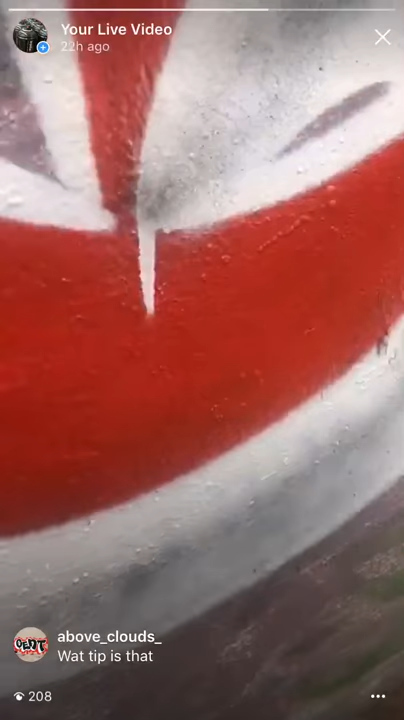 Your Live Video
22h ago
above_clouds_
Wat tip is that
208